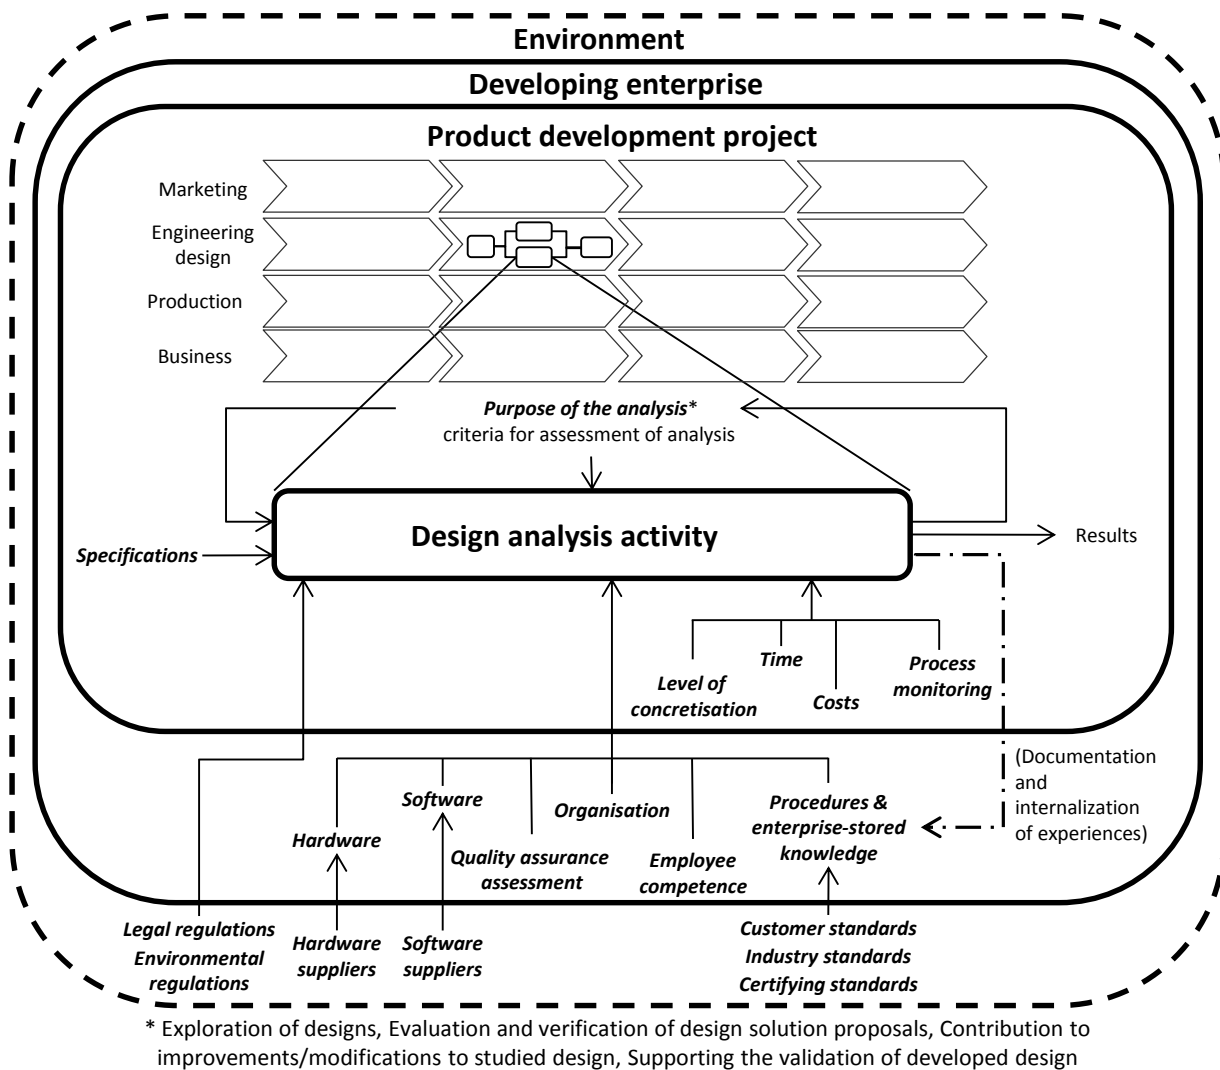 Environment
Developing enterprise
Product development project
Marketing
Engineering
design
Production
Business
Purpose of the analysis*
criteria for assessment of analysis
Design analysis activity
Specifications
Results
Time
Process
monitoring
Level of
concretisation
Costs
(Documentation
and
internalization
of experiences)
Software
Organisation
Procedures &
enterprise-stored
knowledge
Hardware
Quality assurance
assessment
Employee
competence
Legal regulations
Environmental
regulations
Hardware
suppliers
Software
suppliers
Customer standards
Industry standards
Certifying standards
* Exploration of designs, Evaluation and verification of design solution proposals, Contribution to
improvements/modifications to studied design, Supporting the validation of developed design